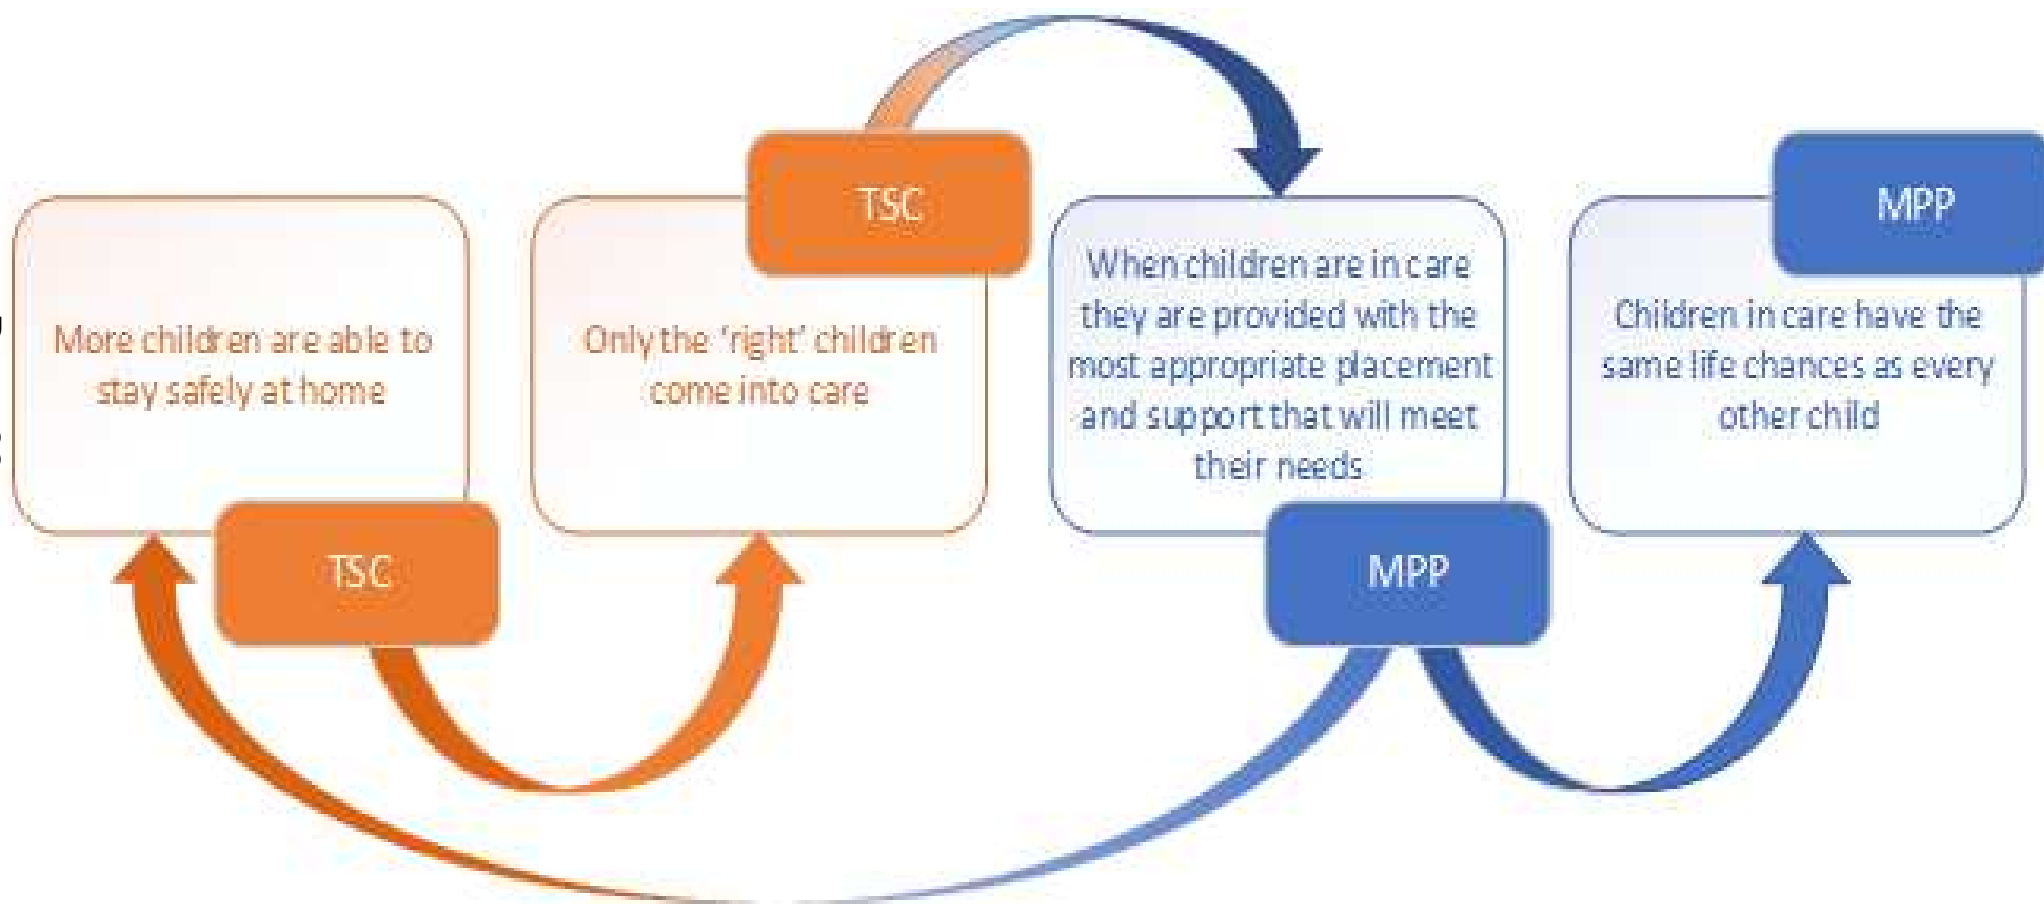 More children are able to
stay safely at home
TSC
TSC
Only the ‘right’ children
come into care
When children are in care
they are provided with the
most appropriate placement
and support that will meet
their needs
MPP
MPP
Children in care have the
same life chances as every
other child